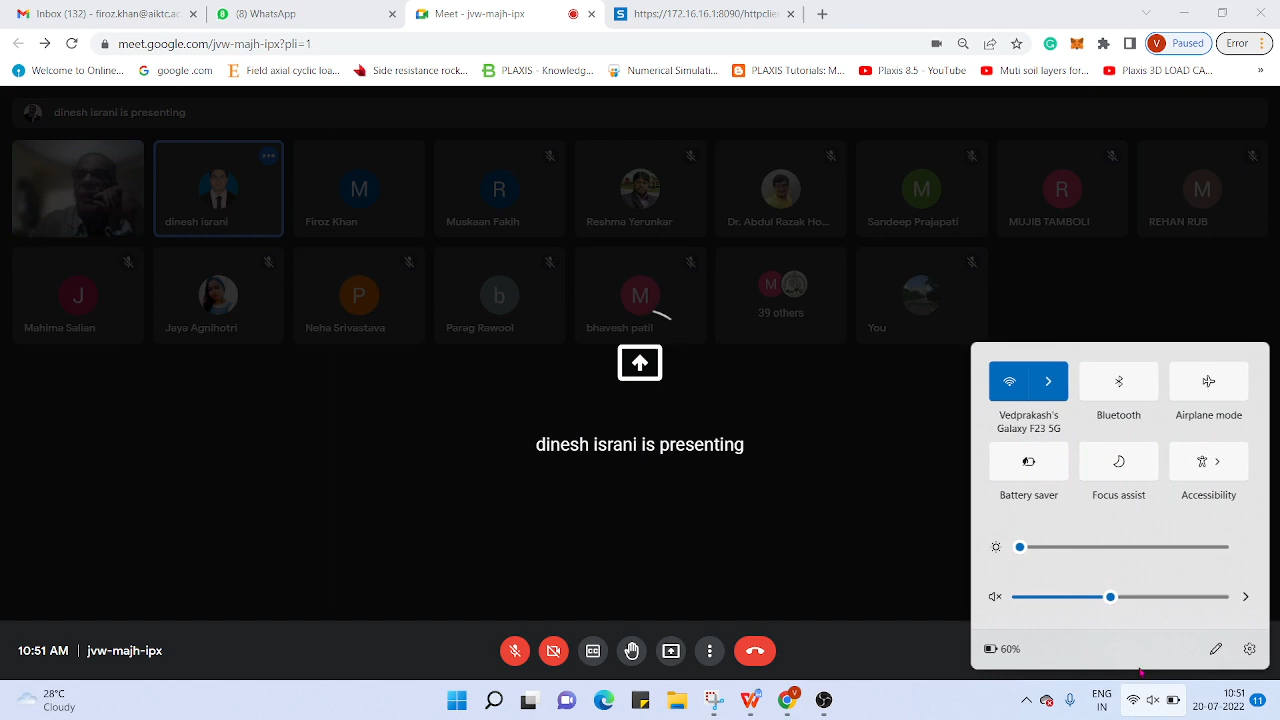 Inbox (132) - firoz.khan@aiktc.ac
(8) WhatsApp
Meet - jvw-majh-ipx
https://172.16.16.1:8090/httpclie
meet.google.com/jvw-majh-ipx?pli=1
V Paused
Error
Welcome to Online...
google.com
Field axie cyclic loa...
Side resistance ro...
PLAXIS - Knowledg...
Numerical Simulati...
PLAXIS Tutorials: M...
Plaxis 8.5 - YouTube
Muti soil layers for...
Plaxis 3D LOAD CA...
»
dinesh israni is presenting
dinesh israni
M
Firoz Khan
R
Muskaan Fakih
Reshma Yerunkar
Dr. Abdul Razak Ho...
M
Sandeep Prajapati
R
MUJIB TAMBOLI
M
REHAN RUB
J
Mahima Salian
Jaya Agnihotri
P
Neha Srivastava
b
Parag Rawool
M
bhavesh patil
M
39 others
You
dinesh israni is presenting
Vedprakash's
Galaxy F23 5G
Bluetooth
Airplane mode
Battery saver
Focus assist
Accessibility
60%
10:51 AM | jvw-majh-ipx
28°C
Cloudy
ENG
IN
10:51
20-07-2022
11